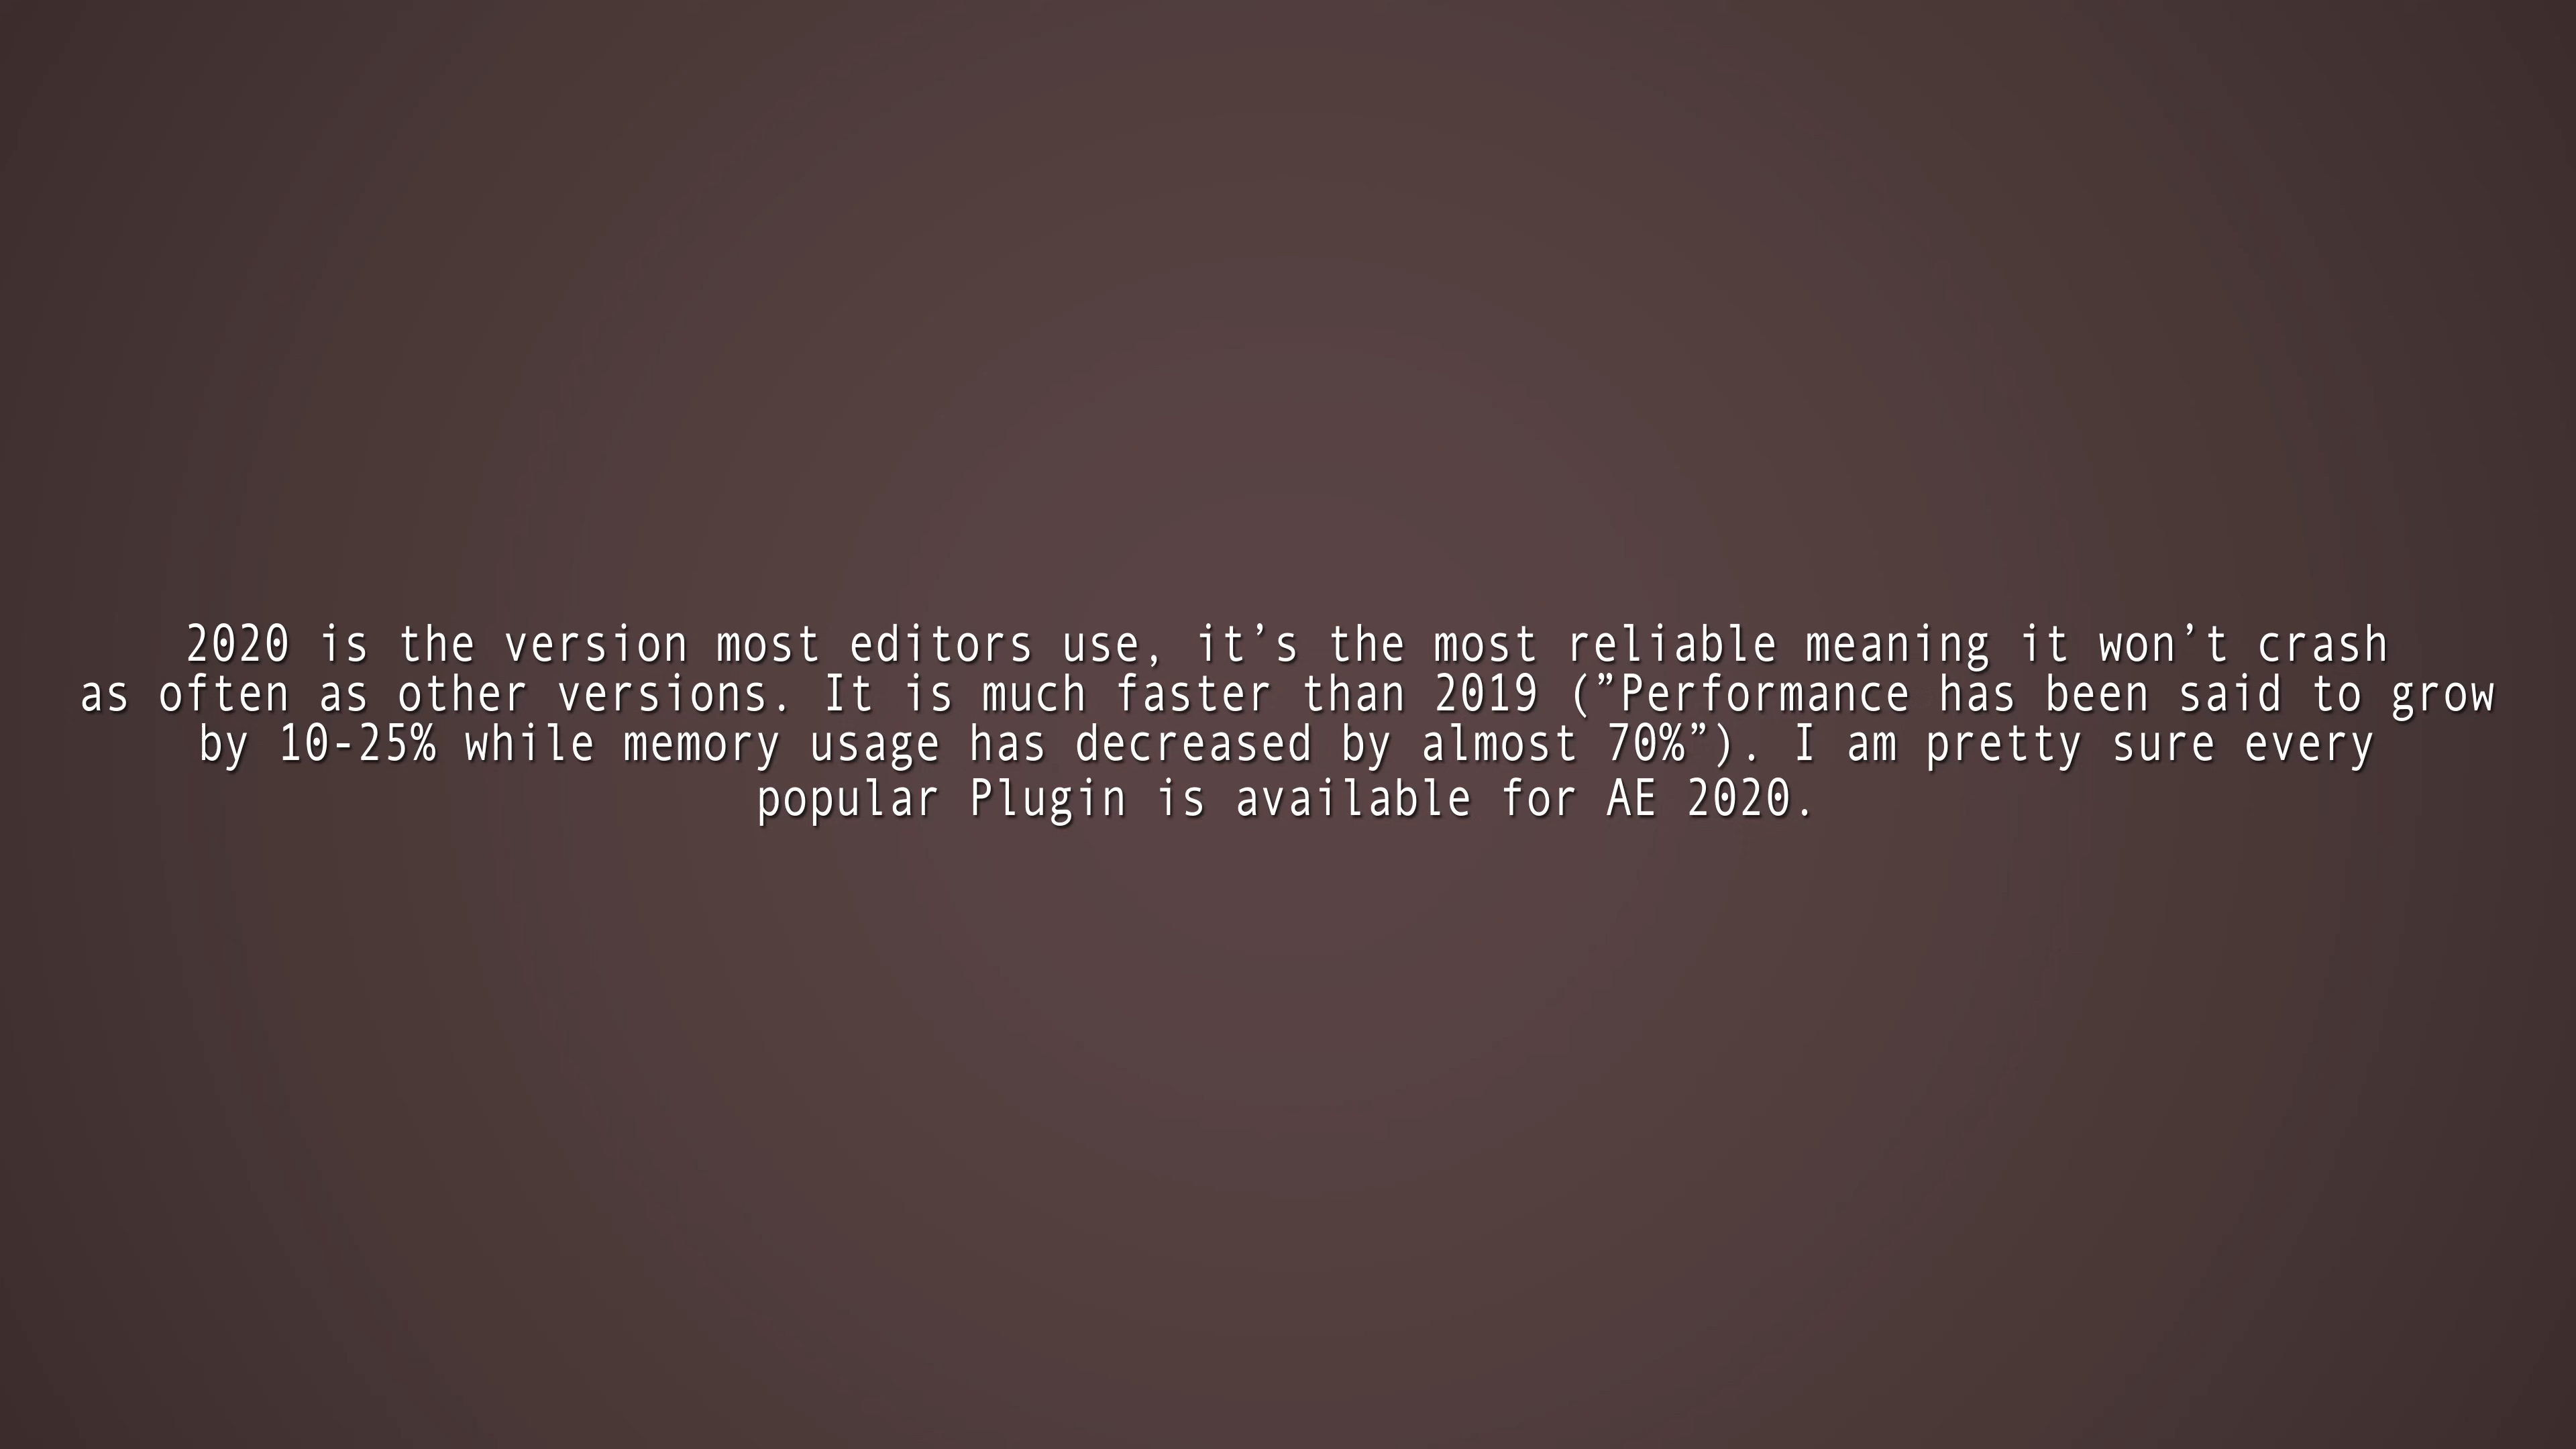 2020 is the version most editors use, it’s the most reliable meaning it won’t crash
as often as other versions. It is much faster than 2019 (”Performance has been said to grow
by 10-25% while memory usage has decreased by almost 70%”). I am pretty sure every
popular Plugin is available for AE 2020.